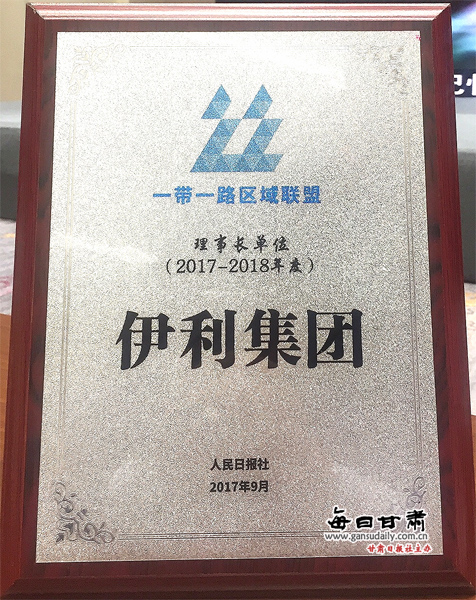 一带一路区域联盟
理事长单位
（2017-2018年度）
伊利集团
人民日报社
2017年9月
每日甘肃
www.gansudaily.com.cn
甘肃日报社主办